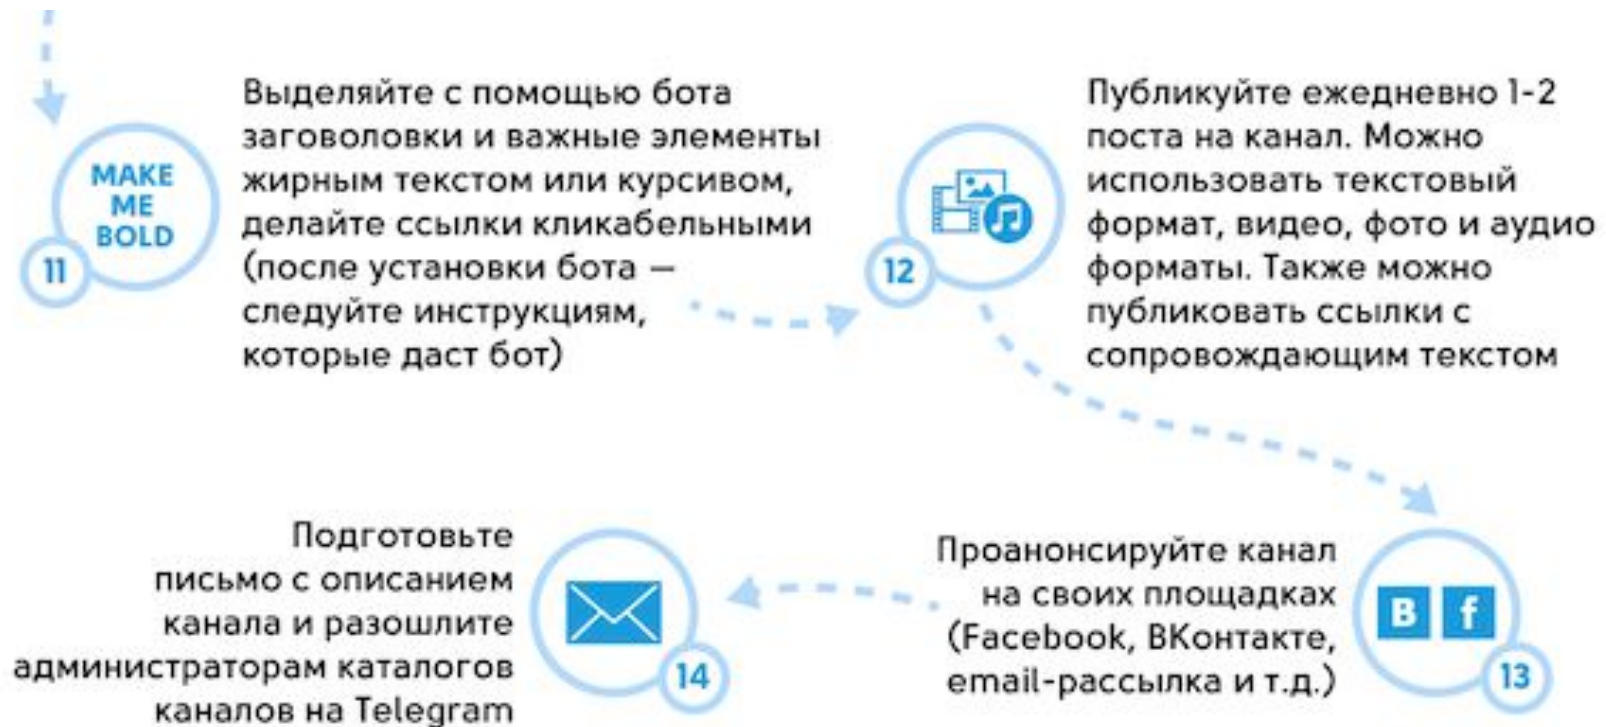 MAKE
ME
BOLD
11
Выделяйте с помощью бота
заговоловки и важные элементы
жирным текстом или курсивом,
делайте ссылки кликабельными
(после установки бота —
следуйте инструкциям,
которые даст бот)
12
Публикуйте ежедневно 1-2
поста на канал. Можно
использовать текстовый
формат, видео, фото и аудио
форматы. Также можно
публиковать ссылки с
сопровождающим текстом
Проанонсируйте канал
на своих площадках
(Facebook, ВКонтакте,
email-рассылка и т.д.)
В f
13
Подготовьте
письмо с описанием
канала и разошлите
администраторам каталогов
каналов на Telegram
14